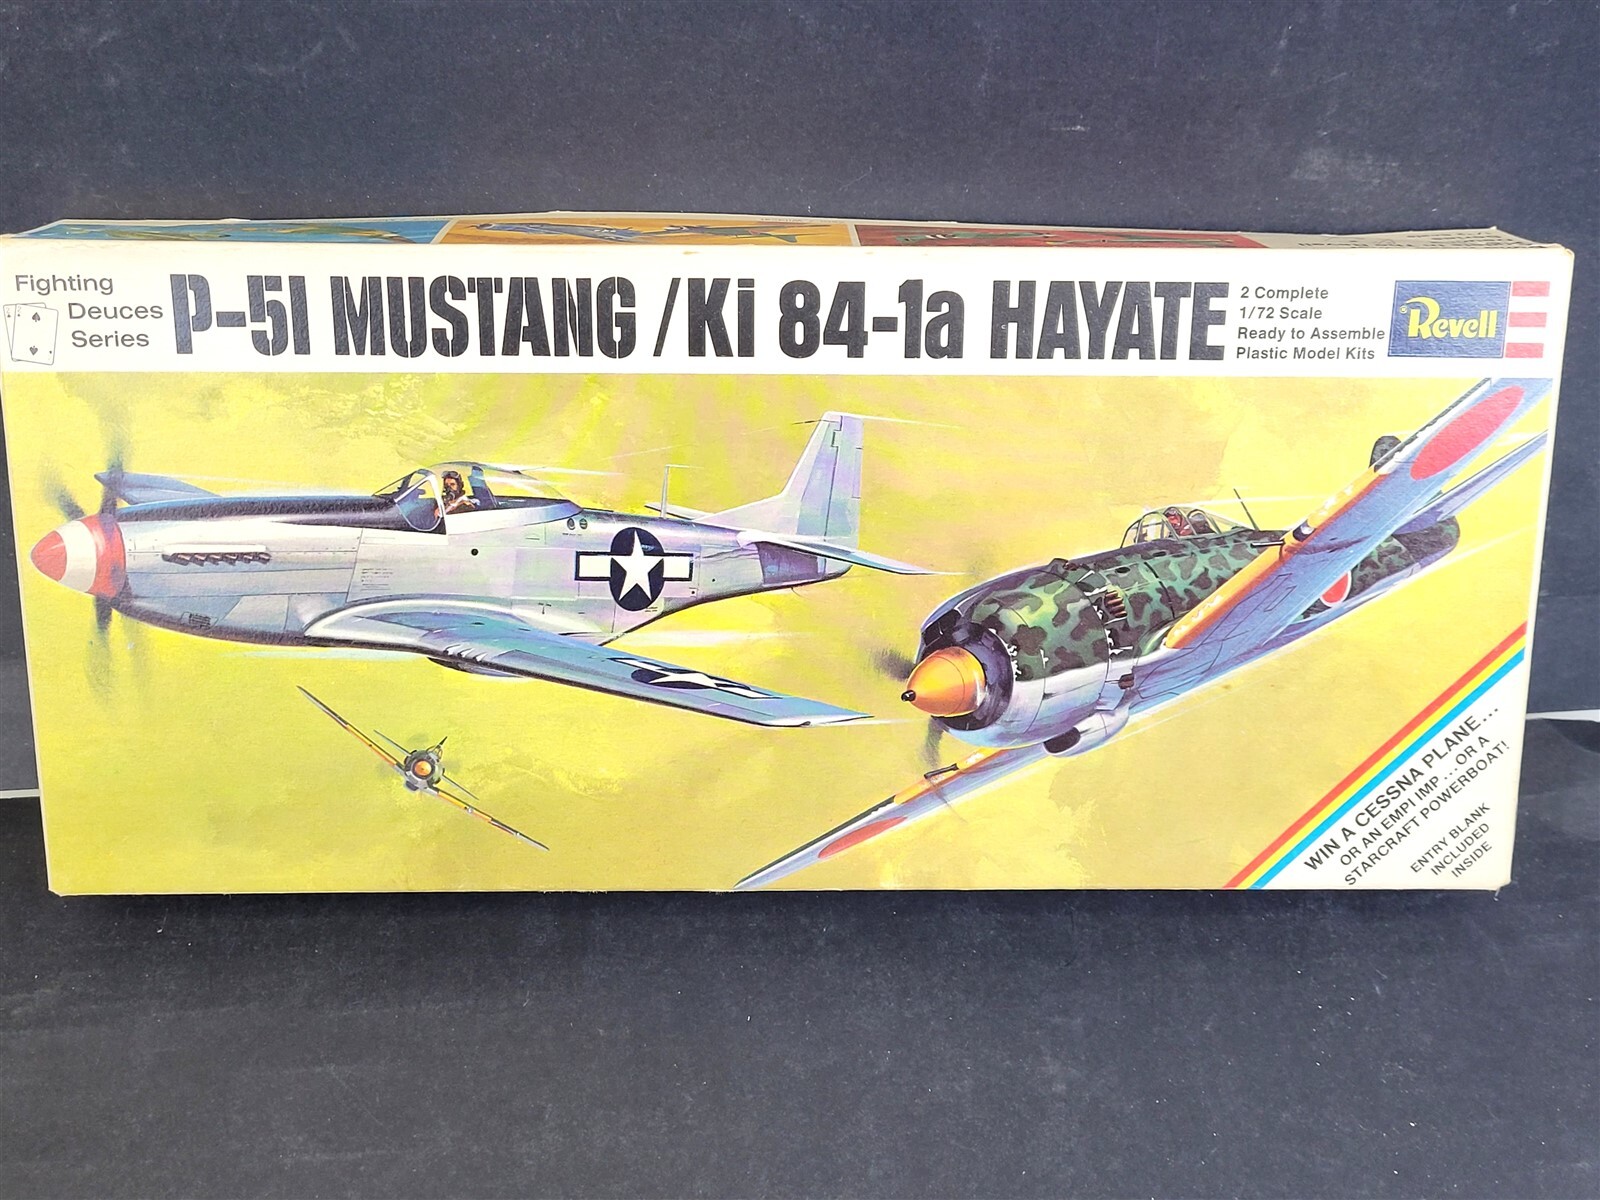 Fighting
Deuces
Series
P-51 MUSTANG / Ki 84-1a HAYATE
2 Complete
1/72 Scale
Ready to Assemble
Plastic Model Kits
Revell
WIN A CESSNA PLANE...
OR AN EMPI IMP... OR A
STARCRAFT POWERBOAT!
ENTRY BLANK
INCLUDED
INSIDE